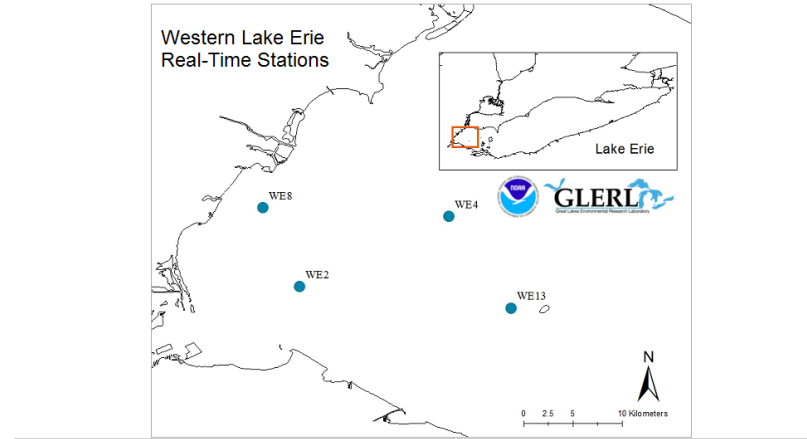 Western Lake Erie
Real-Time Stations
Lake Erie
NOAA
GLERL
Great Lakes Environmental Research Laboratory
WE8
WE4
WE2
WE13
N
0 2.5 5 10 Kilometers